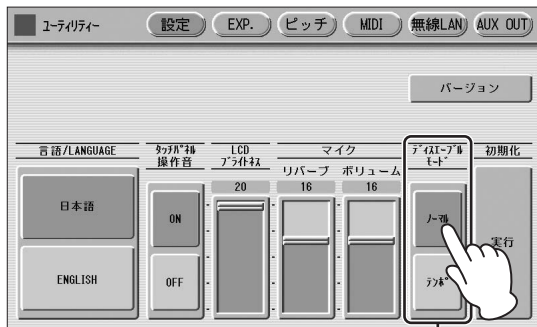 ユーティリティー 設定 EXP. ピッチ MIDI 無線LAN AUX OUT
バージョン
言語/LANGUAGE タッチパネル LCD マイク ディスエーブル 初期化
操作音 ブライトネス モード
リバーブ ボリューム
20 16 16
日本語 ON ノーマル
実行
ENGLISH OFF テンポ